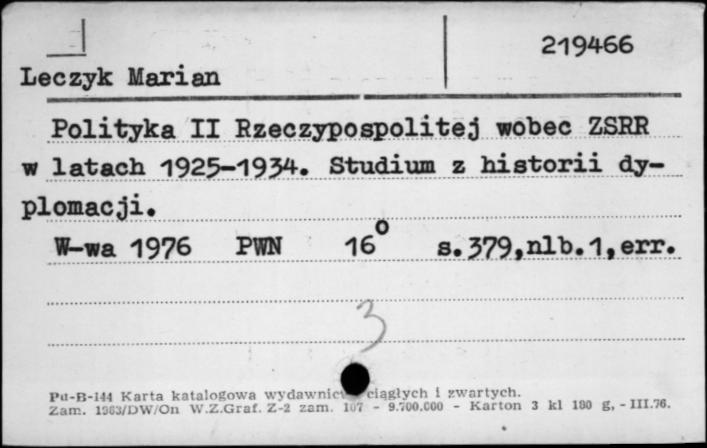 219466
Leczyk Marian
Polityka II Rzeczypospolitej wobec ZSRR
w latach 1925-1934. Studium z historii dy-
plomacji.
W-wa 1976 PWN 16° s.379,nlb.1,err.
3
Pu-B-144 Karta katalogowa ciągłych i zwartych.
Zam. 1963/DW/On W.Z.Graf. Z-2 zam. 107 - 9.700.000 - Karton 3 kl 180 g, - III.76.